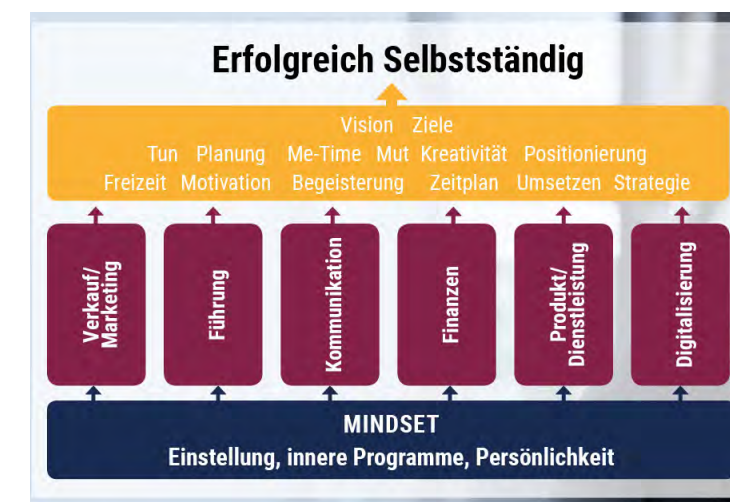 Erfolgreich Selbstständig
Vision Ziele
Tun Planung Me-Time Mut Kreativität Positionierung
Freizeit Motivation Begeisterung Zeitplan Umsetzen Strategie
Verkauf/
Marketing
Führung
Kommunikation
Finanzen
Produkt/
Dienstleistung
Digitalisierung
MINDSET
Einstellung, innere Programme, Persönlichkeit